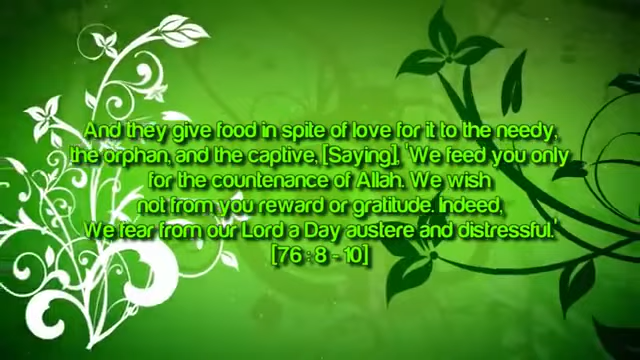 And they give food in spite of love for it to the needy,
the orphan, and the captive, [Saying], 'We feed you only
for the countenance of Allah. We wish
not from you reward or gratitude. Indeed,
We fear from our Lord a Day austere and distressful.'
[76 : 8 - 10]